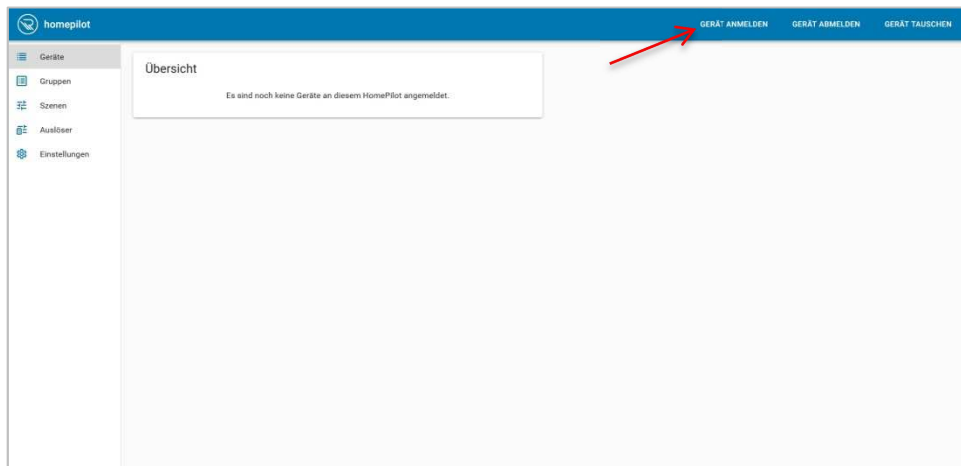 homepilot
GERÄT ANMELDEN GERÄT ABMELDEN GERÄT TAUSCHEN
Geräte
Gruppen
Szenen
Auslöser
Einstellungen
Übersicht
Es sind noch keine Geräte an diesem HomePilot angemeldet.